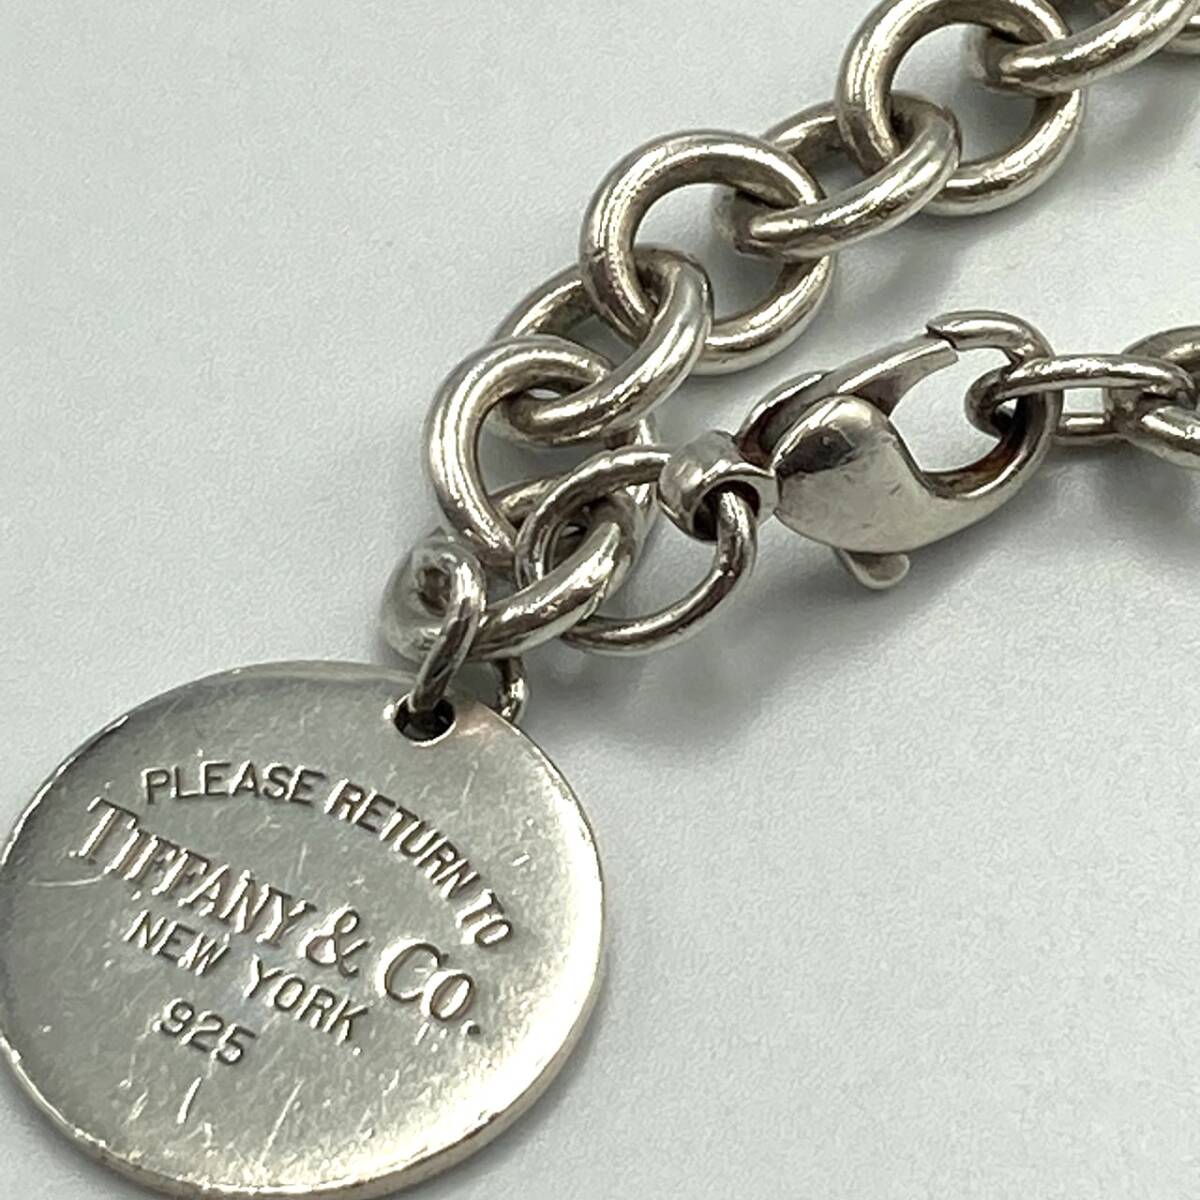 PLEASE RETURN TO
TIFFANY & CO.
NEW YORK
925